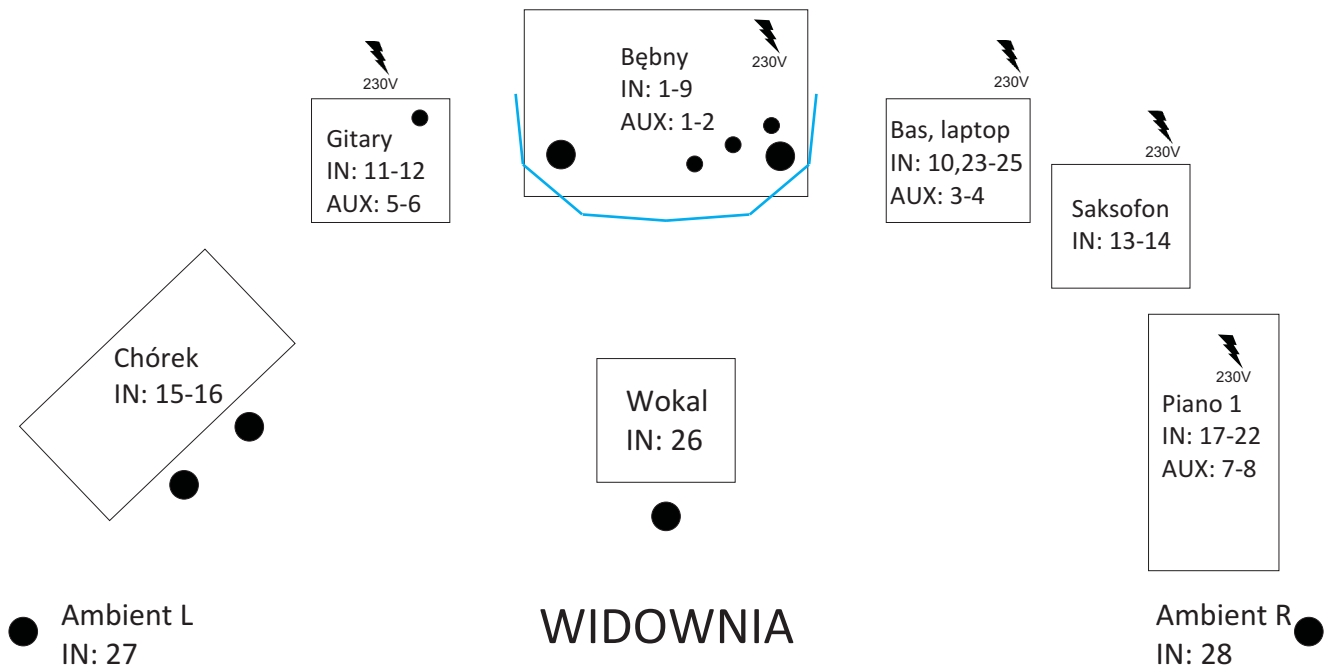 Bębny
IN: 1-9
AUX: 1-2
230V
230V
Gitary
IN: 11-12
AUX: 5-6
230V
Bas, laptop
IN: 10,23-25
AUX: 3-4
230V
Saksofon
IN: 13-14
Chórek
IN: 15-16
Wokal
IN: 26
230V
Piano 1
IN: 17-22
AUX: 7-8
Ambient L
IN: 27
WIDOWNIA
Ambient R
IN: 28